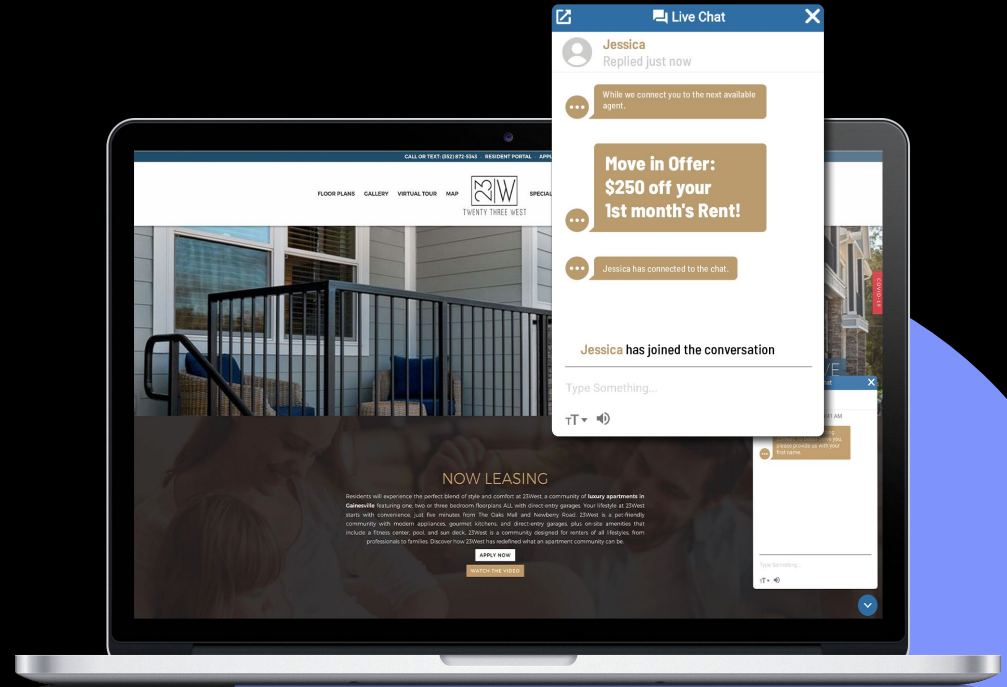 Live Chat
Jessica
Replied just now
While we connect you to the next available
agent.
Move in Offer:
$250 off your
1st month's Rent!
Jessica has connected to the chat.
Jessica has joined the conversation
Type Something...
TT
CALL OR TEXT: (352) 872-5343 RESIDENT PORTAL
FLOOR PLANS GALLERY VIRTUAL TOUR MAP
23 W
TWENTY THREE WEST
COVID-19
NOW LEASING
Residents will experience the perfect blend of style and comfort at 23West, a community of luxury apartments in
Gainesville featuring one, two or three bedroom floorplans ALL with direct-entry garages. Your lifestyle at 23West
starts with convenience, just five minutes from The Oaks Mall and Newberry Road. 23West is a pet-friendly
community with modern appliances, gourmet kitchens, and direct-entry garages, plus on-site amenities that
include a fitness center, pool, and sun deck, 23West is a community designed for renters of all lifestyles, from
professionals to families. Discover how 23West has redefined what an apartment community can be.
APPLY NOW
WATCH THE VIDEO
AM
you,
please provide us with your
first name.
Type Something...
TT